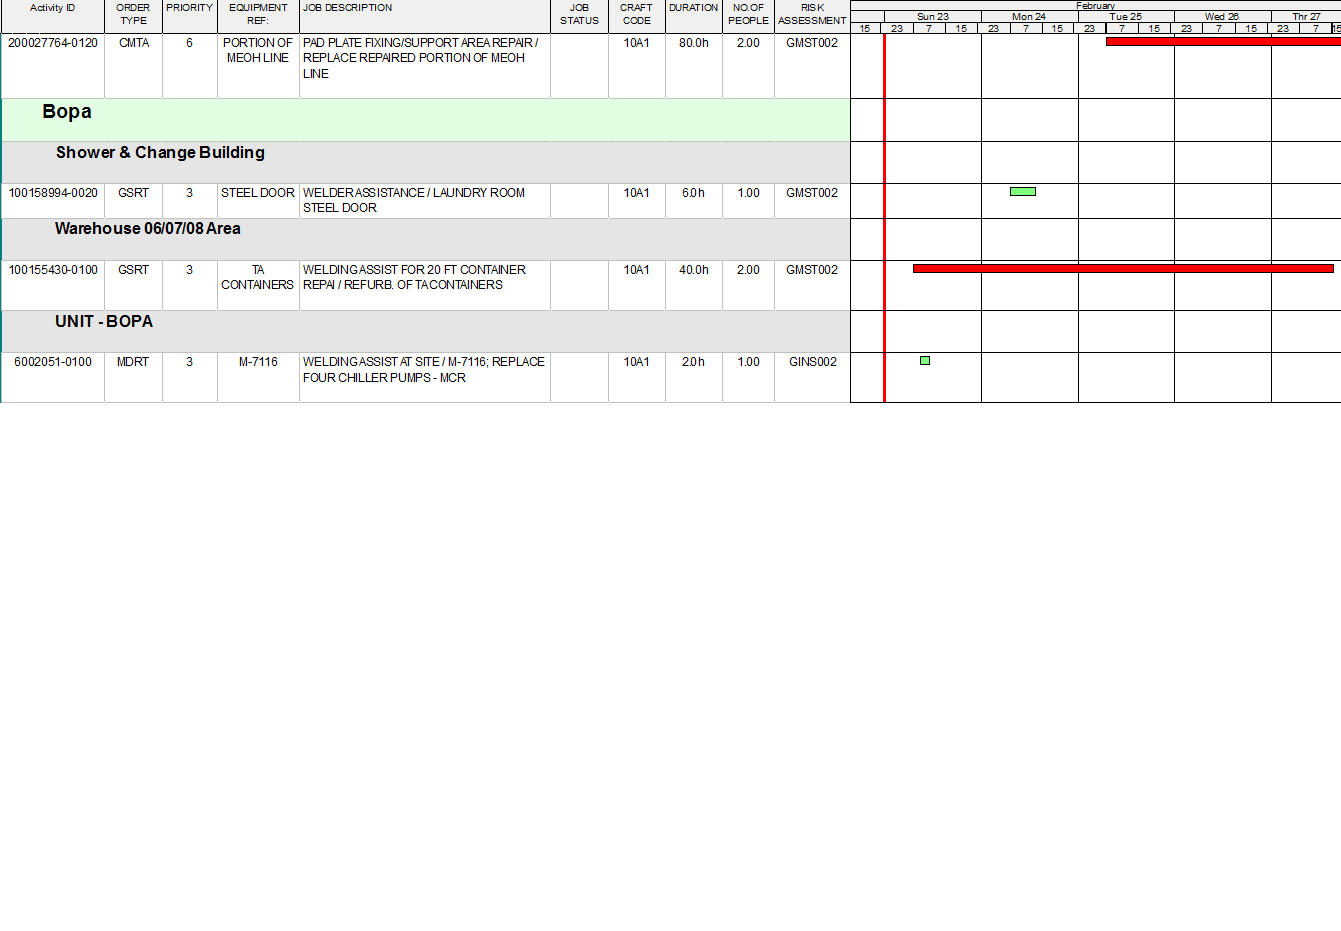 Activity ID ORDER TYPE PRIORITY EQUIPMENT REF: JOB DESCRIPTION JOB STATUS CRAFT CODE DURATION NO.OF PEOPLE RISK ASSESSMENT
February
Sun 23 Mon 24 Tue 25 Wed 26 Thr 27
15 23 7 15 23 7 15 23 7 15 23 7 15 23 7 15
200027764-0120 CMTA 6 PORTION OF PAD PLATE FIXING/SUPPORT AREA REPAIR / 10A1 80.0h 2.00 GMST002
MEOH LINE REPLACE REPAIRED PORTION OF MEOH
LINE
Bopa
Shower & Change Building
100158994-0020 GSRT 3 STEEL DOOR WELDER ASSISTANCE / LAUNDRY ROOM 10A1 6.0h 1.00 GMST002
STEEL DOOR
Warehouse 06/07/08 Area
100155430-0100 GSRT 3 TA WELDING ASSIST FOR 20 FT CONTAINER 10A1 40.0h 2.00 GMST002
CONTAINERS REPAI / REFURB. OF TA CONTAINERS
UNIT - BOPA
6002051-0100 MDRT 3 M-7116 WELDING ASSIST AT SITE / M-7116; REPLACE 10A1 2.0h 1.00 GINS002
FOUR CHILLER PUMPS - MCR